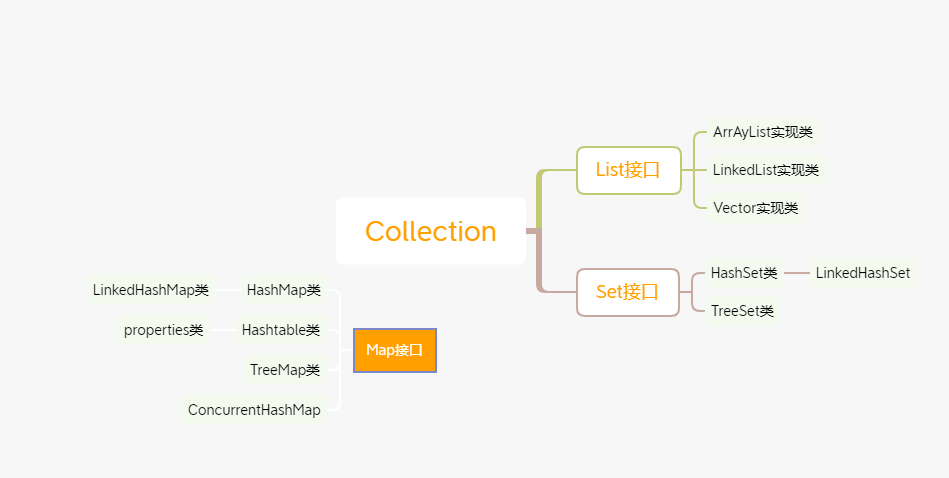 Collection
List接口
ArrAyList实现类
LinkedList实现类
Vector实现类
Set接口
HashSet类
LinkedHashSet
TreeSet类
Map接口
HashMap类
LinkedHashMap类
Hashtable类
properties类
TreeMap类
ConcurrentHashMap